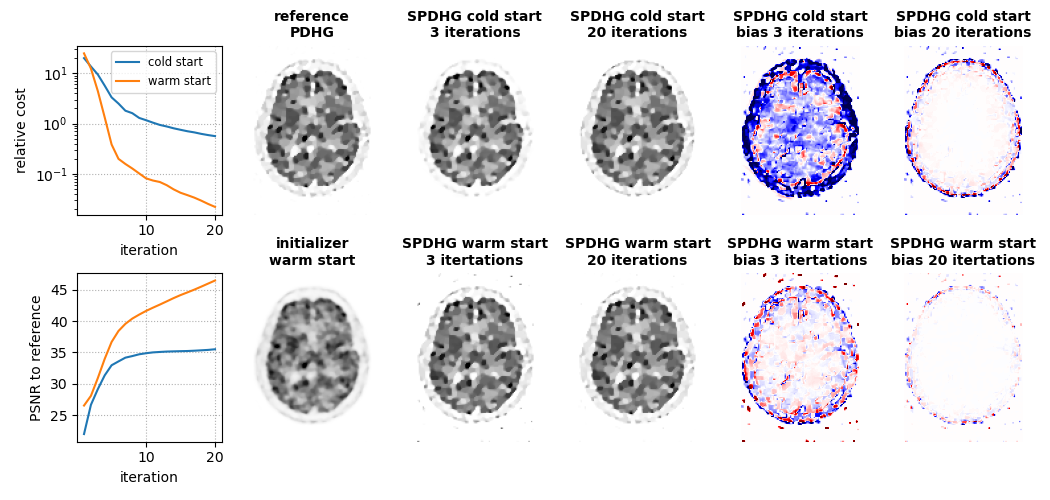 reference
PDHG
SPDHG cold start
3 iterations
SPDHG cold start
20 iterations
SPDHG cold start
bias 3 iterations
SPDHG cold start
bias 20 iterations
relative cost
10^1
10^0
10^-1
cold start
warm start
10
20
iteration
initializer
warm start
SPDHG warm start
3 itertations
SPDHG warm start
20 iterations
SPDHG warm start
bias 3 itertations
SPDHG warm start
bias 20 itertations
PSNR to reference
45
40
35
30
25
10
20
iteration